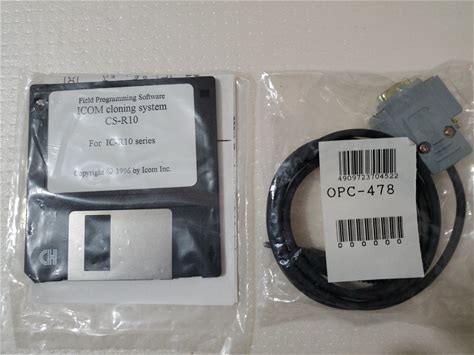 Field Programming Software
ICOM cloning system
CS-R10
For IC-R10 series
Copyright © 1996 by Icom Inc.
4909723704522
OPC-478
000000